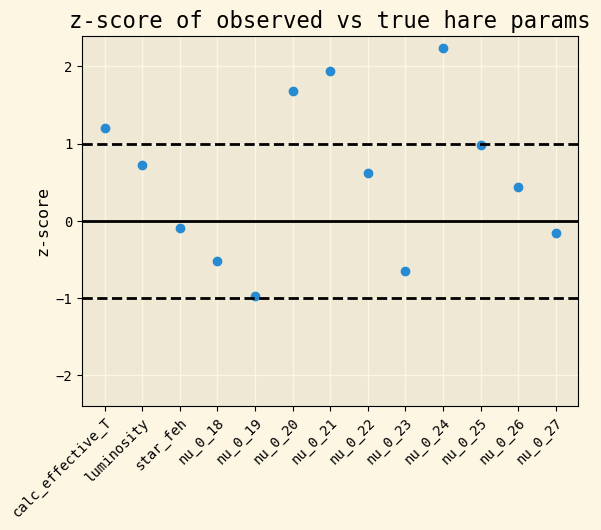 z-score of observed vs true hare params
z-score
2
1
0
−1
−2
calc_effective_T
luminosity
star_feh
nu_0_18
nu_0_19
nu_0_20
nu_0_21
nu_0_22
nu_0_23
nu_0_24
nu_0_25
nu_0_26
nu_0_27